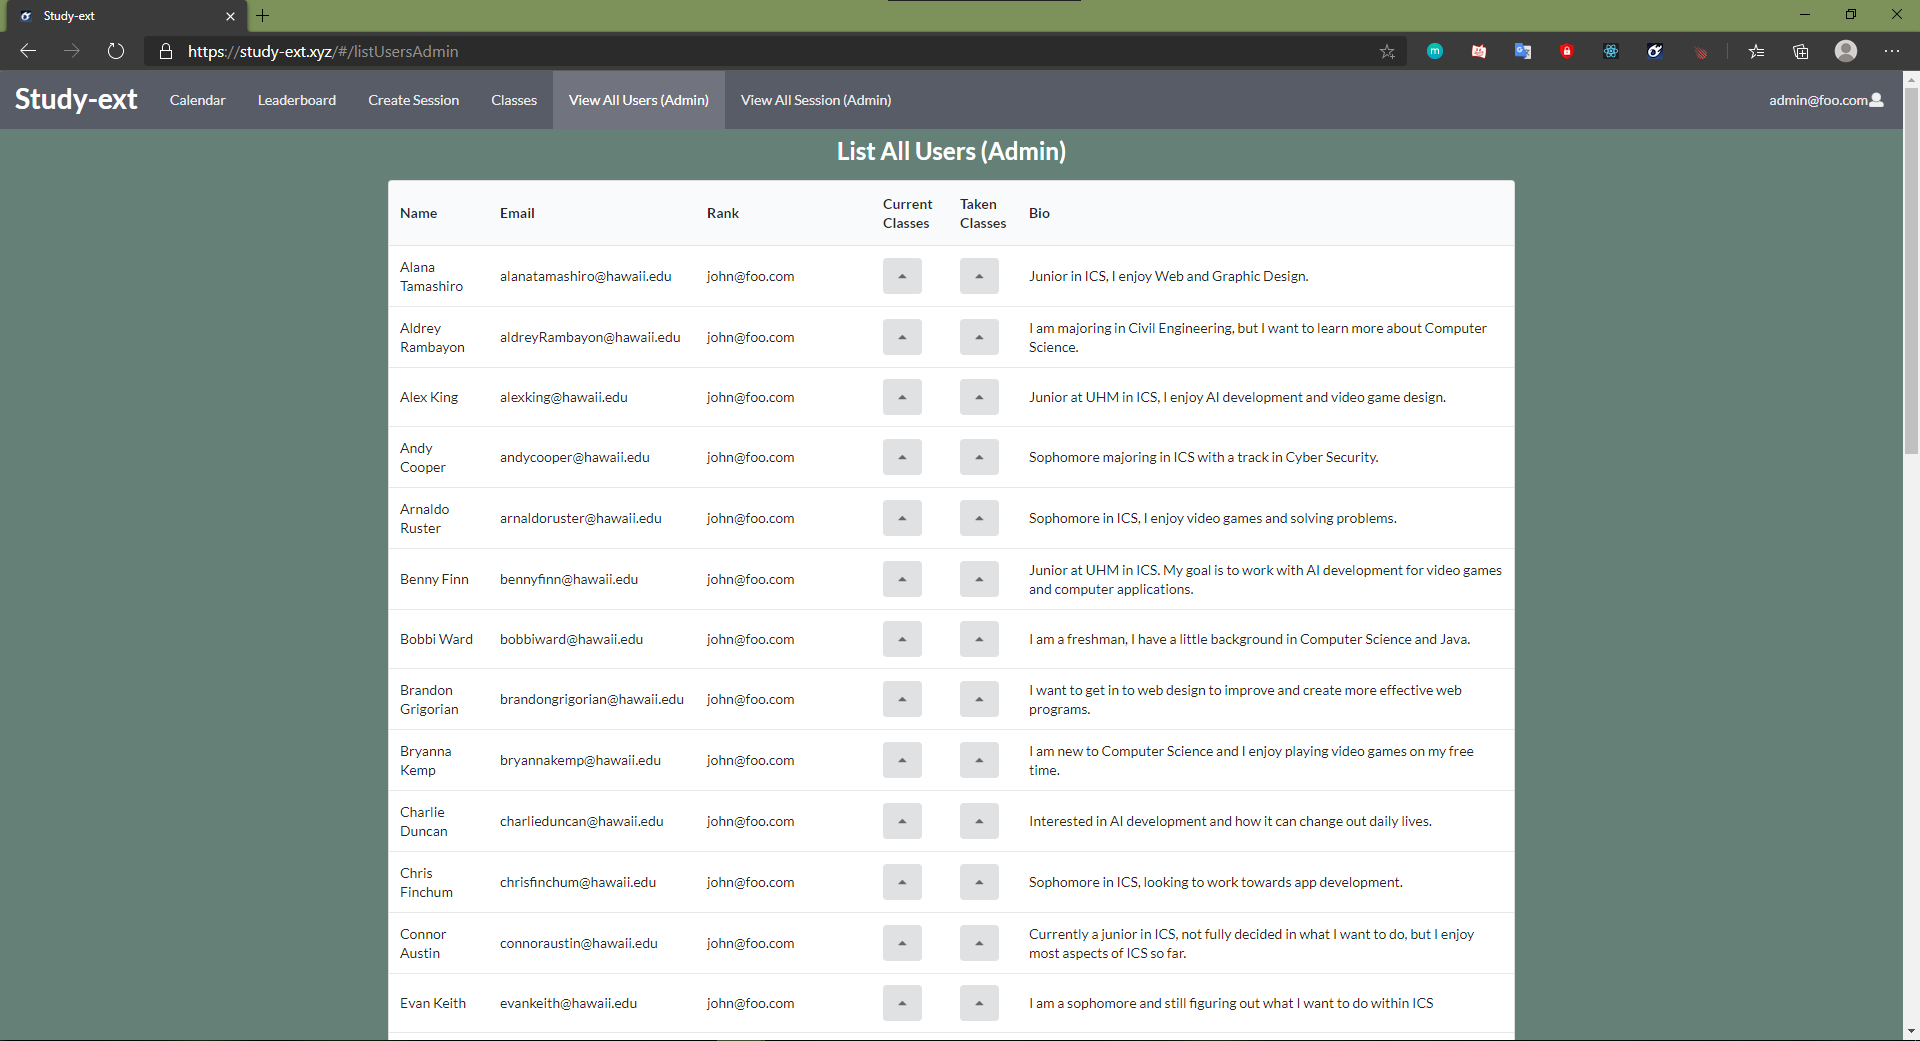 Study-ext
https://study-ext.xyz/#/listUsersAdmin
Study-ext Calendar Leaderboard Create Session Classes View All Users (Admin) View All Session (Admin) admin@foo.com
List All Users (Admin)
Name Email Rank Current Classes Taken Classes Bio
Alana Tamashiro alanatamashiro@hawaii.edu john@foo.com Junior in ICS, I enjoy Web and Graphic Design.
Aldrey Rambayon aldreyRambayon@hawaii.edu john@foo.com I am majoring in Civil Engineering, but I want to learn more about Computer Science.
Alex King alexking@hawaii.edu john@foo.com Junior at UHM in ICS, I enjoy AI development and video game design.
Andy Cooper andycooper@hawaii.edu john@foo.com Sophomore majoring in ICS with a track in Cyber Security.
Arnaldo Ruster arnaldoruster@hawaii.edu john@foo.com Sophomore in ICS, I enjoy video games and solving problems.
Benny Finn bennyfinn@hawaii.edu john@foo.com Junior at UHM in ICS. My goal is to work with AI development for video games and computer applications.
Bobbi Ward bobbiward@hawaii.edu john@foo.com I am a freshman, I have a little background in Computer Science and Java.
Brandon Grigorian brandongrigorian@hawaii.edu john@foo.com I want to get in to web design to improve and create more effective web programs.
Bryanna Kemp bryannakemp@hawaii.edu john@foo.com I am new to Computer Science and I enjoy playing video games on my free time.
Charlie Duncan charlieduncan@hawaii.edu john@foo.com Interested in AI development and how it can change out daily lives.
Chris Finchum chrisfinchum@hawaii.edu john@foo.com Sophomore in ICS, looking to work towards app development.
Connor Austin connoraustin@hawaii.edu john@foo.com Currently a junior in ICS, not fully decided in what I want to do, but I enjoy most aspects of ICS so far.
Evan Keith evankeith@hawaii.edu john@foo.com I am a sophomore and still figuring out what I want to do within ICS